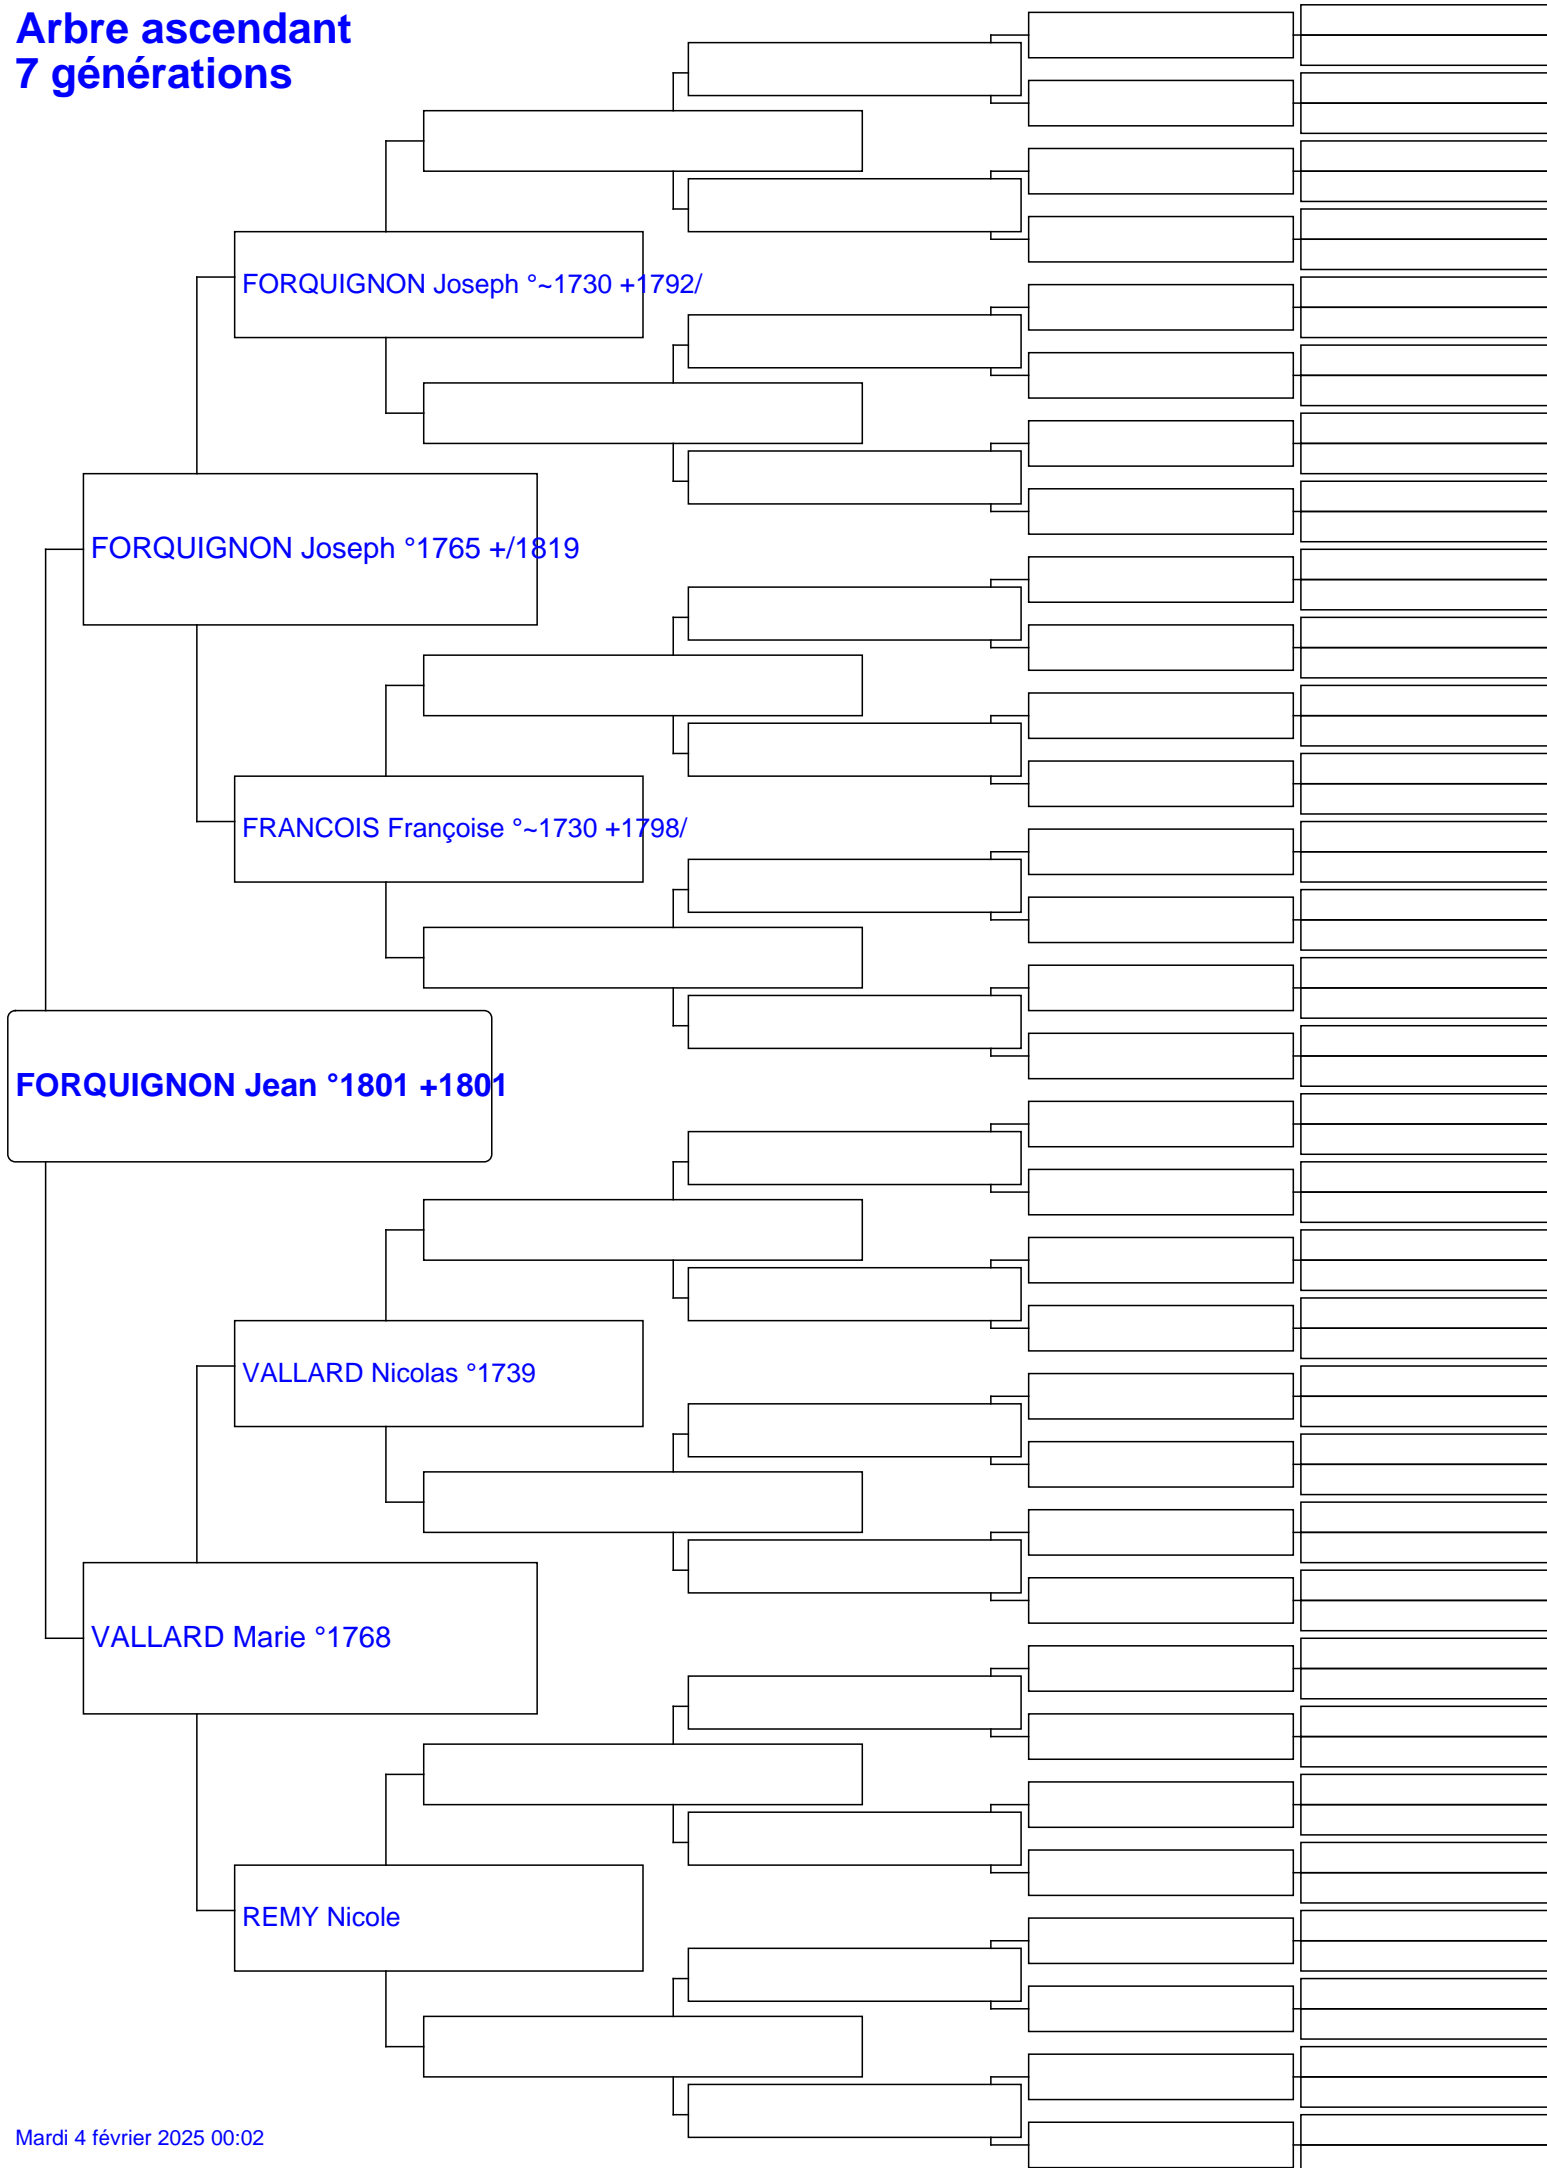 Arbre ascendant
7 générations
FORQUIGNON Joseph °~1730 +1792/
FORQUIGNON Joseph °1765 +/1819
FRANCOIS Françoise °~1730 +1798/
FORQUIGNON Jean °1801 +1801
VALLARD Nicolas °1739
VALLARD Marie °1768
REMY Nicole
Mardi 4 février 2025 00:02